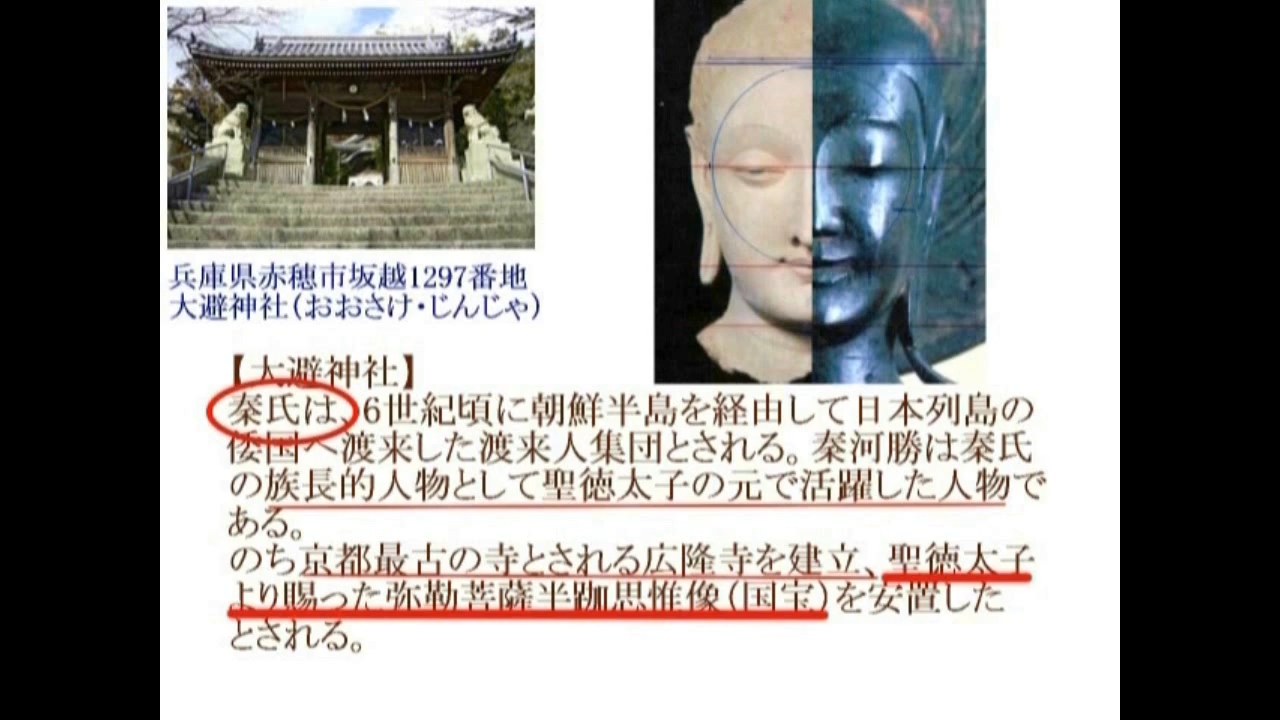 兵庫県赤穂市坂越1297番地
大避神社(おおさけ・じんじゃ)
【大避神社】
秦氏は、6世紀頃に朝鮮半島を経由して日本列島の
倭国へ渡来した渡来人集団とされる。秦河勝は秦氏
の族長的人物として聖徳太子の元で活躍した人物で
ある。
のち京都最古の寺とされる広隆寺を建立、聖徳太子
より賜った弥勒菩薩半跏思惟像(国宝)を安置した
とされる。